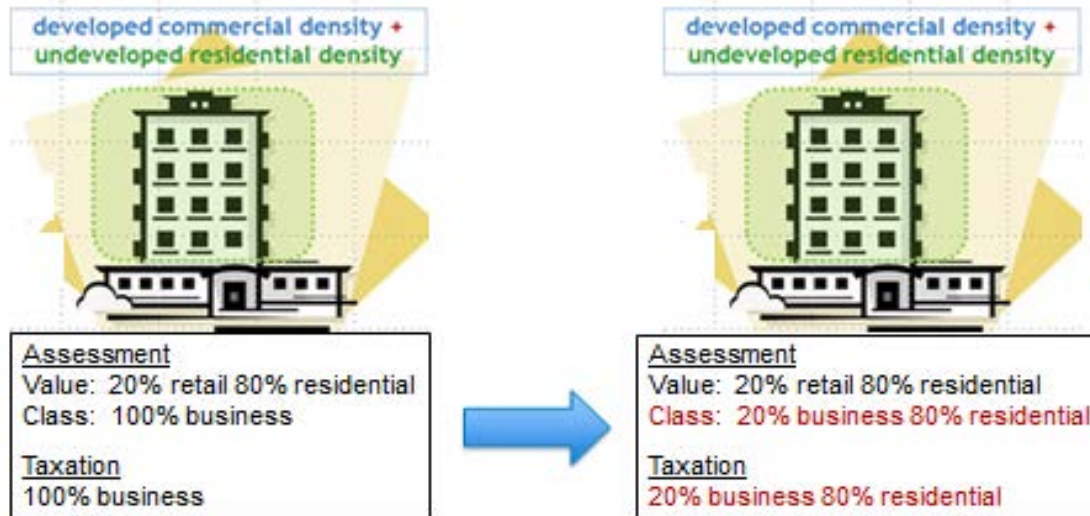 developed commercial density +
undeveloped residential density
Assessment
Value: 20% retail 80% residential
Class: 100% business
Taxation
100% business
developed commercial density +
undeveloped residential density
Assessment
Value: 20% retail 80% residential
Class: 20% business 80% residential
Taxation
20% business 80% residential